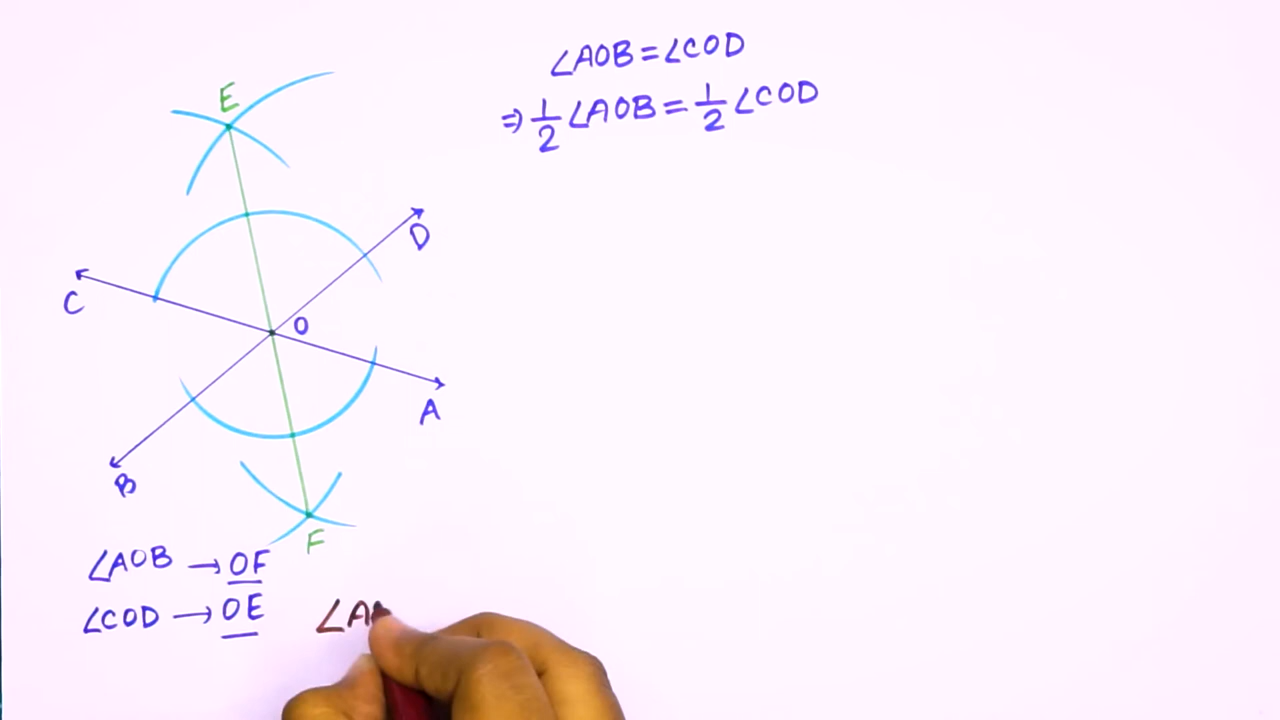 ∠AOB = ∠COD
⇒ 1/2 ∠AOB = 1/2 ∠COD
E
D
C
O
A
B
F
∠AOB → OF
∠COD → OE ∠A